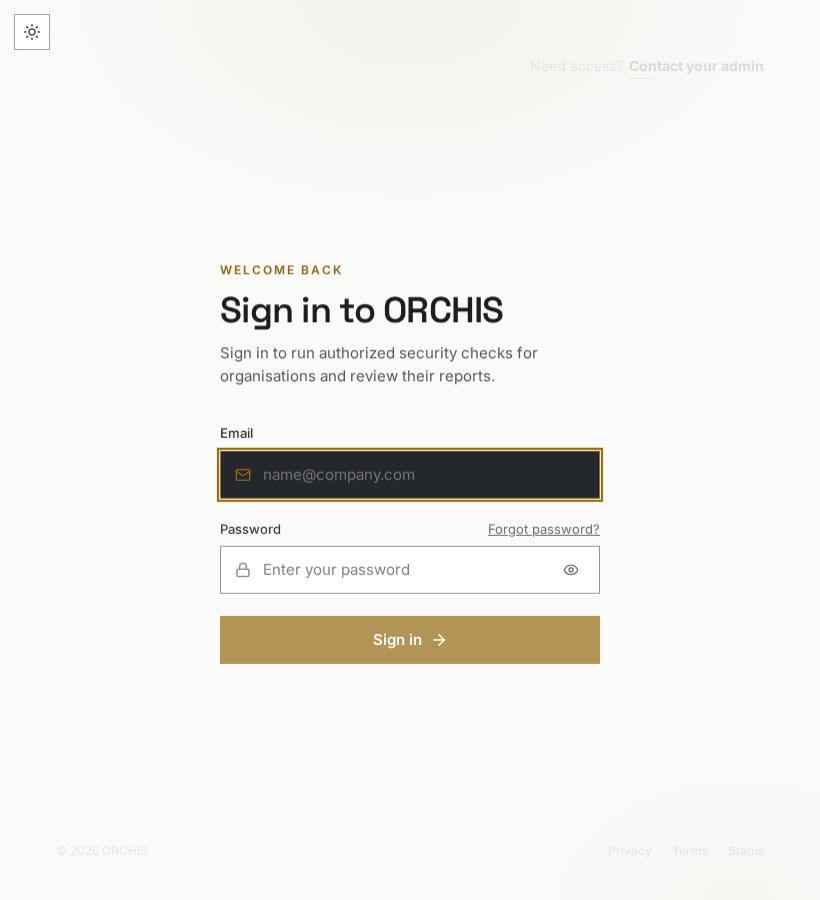 Need access? Contact your admin
WELCOME BACK
Sign in to ORCHIS
Sign in to run authorized security checks for
organisations and review their reports.
Email
name@company.com
Password Forgot password?
Enter your password
Sign in
© 2026 ORCHIS Privacy Terms Status